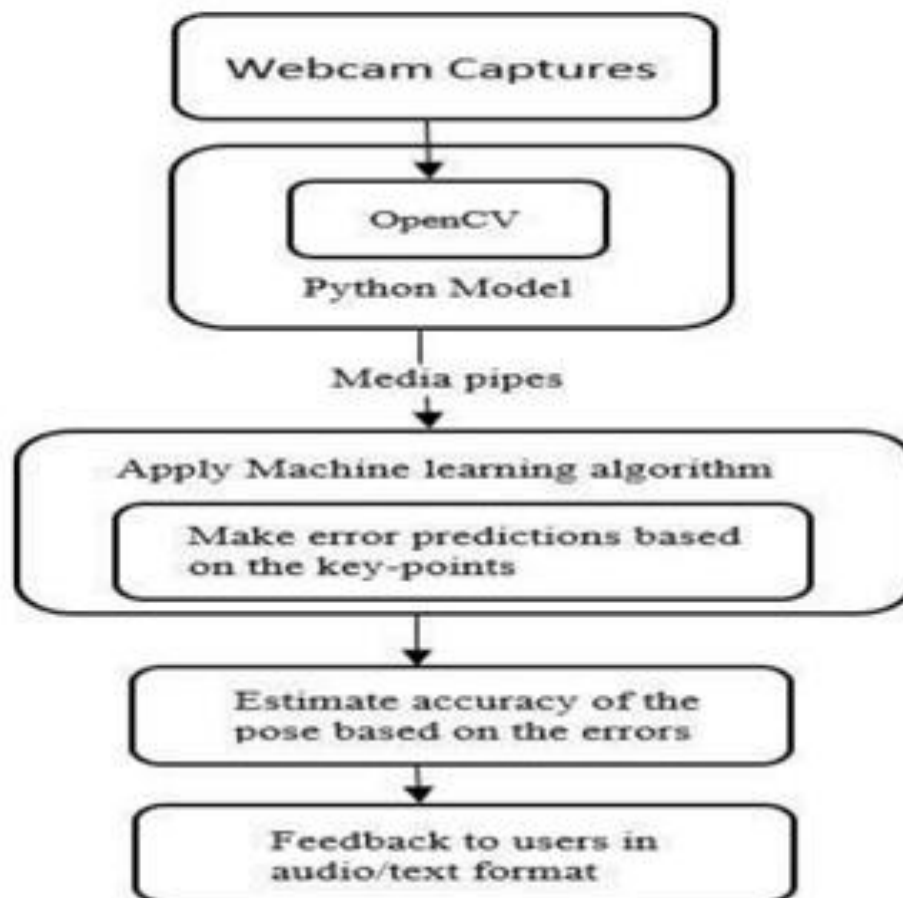 Webcam Captures
OpenCV
Python Model
Media pipes
Apply Machine learning algorithm
Make error predictions based
on the key-points
Estimate accuracy of the
pose based on the errors
Feedback to users in
audio/text format